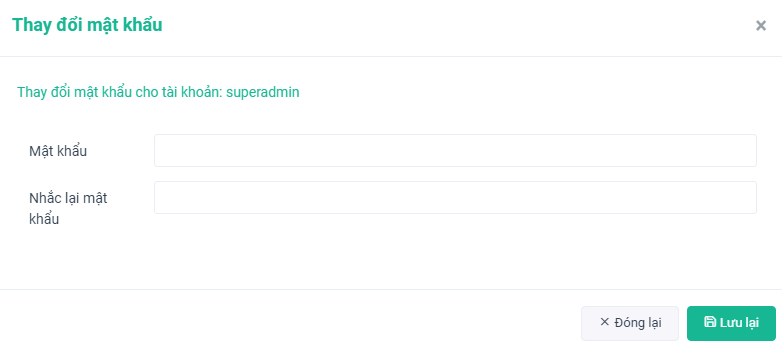 Thay đổi mật khẩu
×
Thay đổi mật khẩu cho tài khoản: superadmin
Mật khẩu
Nhắc lại mật
khẩu
Đóng lại
Lưu lại